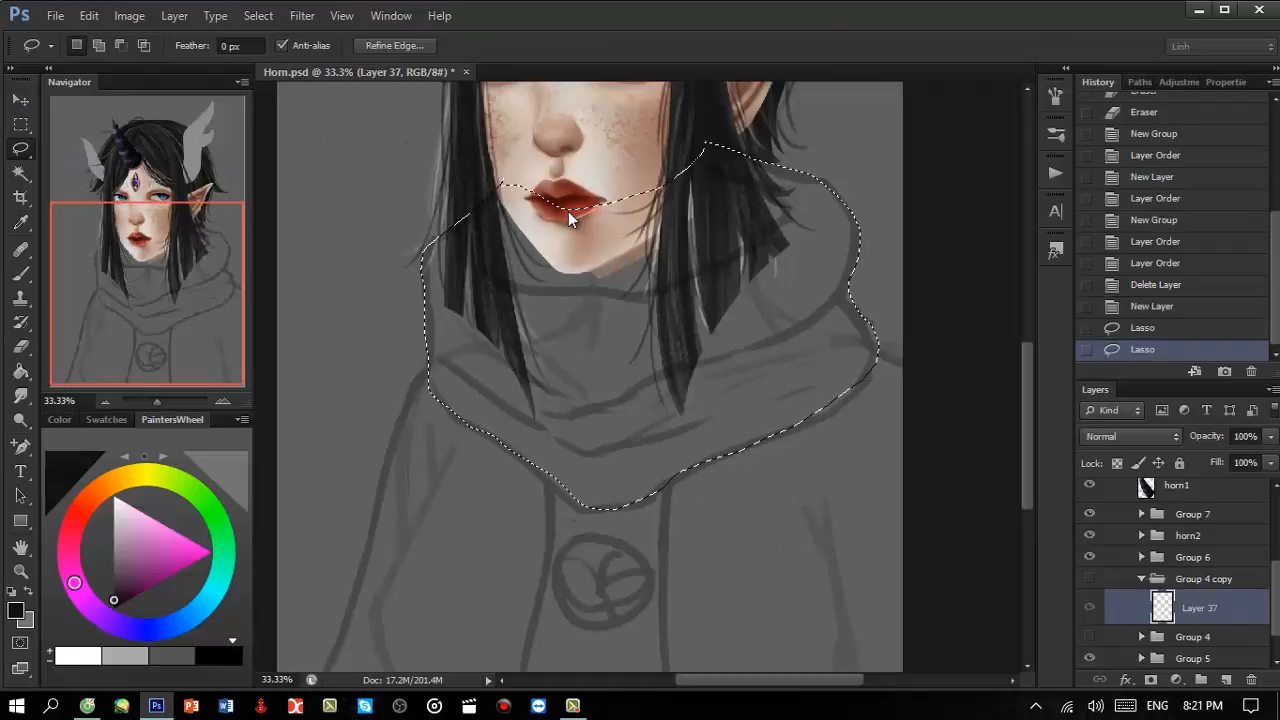 Ps File Edit Image Layer Type Select Filter View Window Help
Feather: 0 px Anti-alias Refine Edge... Linh
Navigator
Horn.psd @ 33.3% (Layer 37, RGB/8#) *
History Paths Adjustme Propertie
Eraser
Eraser
New Group
Layer Order
New Layer
Layer Order
New Group
Layer Order
Layer Order
Delete Layer
New Layer
Lasso
Lasso
33.33%
Color Swatches PaintersWheel
Layers
Kind
Normal Opacity: 100%
Lock: Fill: 100%
horn1
Group 7
horn2
Group 6
Group 4 copy
Layer 37
Group 4
Group 5
33.33% Doc: 17.2M/201.4M
ENG 8:21 PM